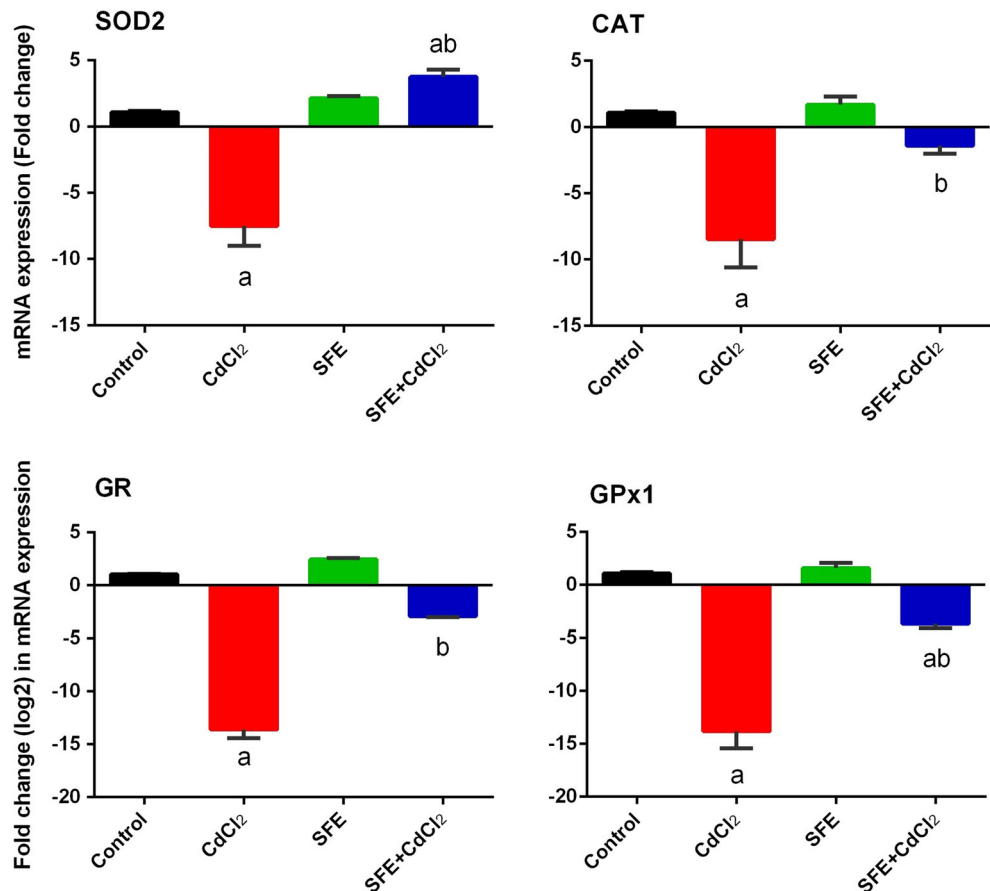 SOD2
mRNA expression (Fold change)
5
0
-5
-10
-15
a
ab
Control
CdCl₂
SFE
SFE+CdCl₂
CAT
5
0
-5
-10
-15
a
b
Control
CdCl₂
SFE
SFE+CdCl₂
GR
Fold change (log2) in mRNA expression
5
0
-5
-10
-15
-20
a
b
Control
CdCl₂
SFE
SFE+CdCl₂
GPx1
5
0
-5
-10
-15
-20
a
ab
Control
CdCl₂
SFE
SFE+CdCl₂